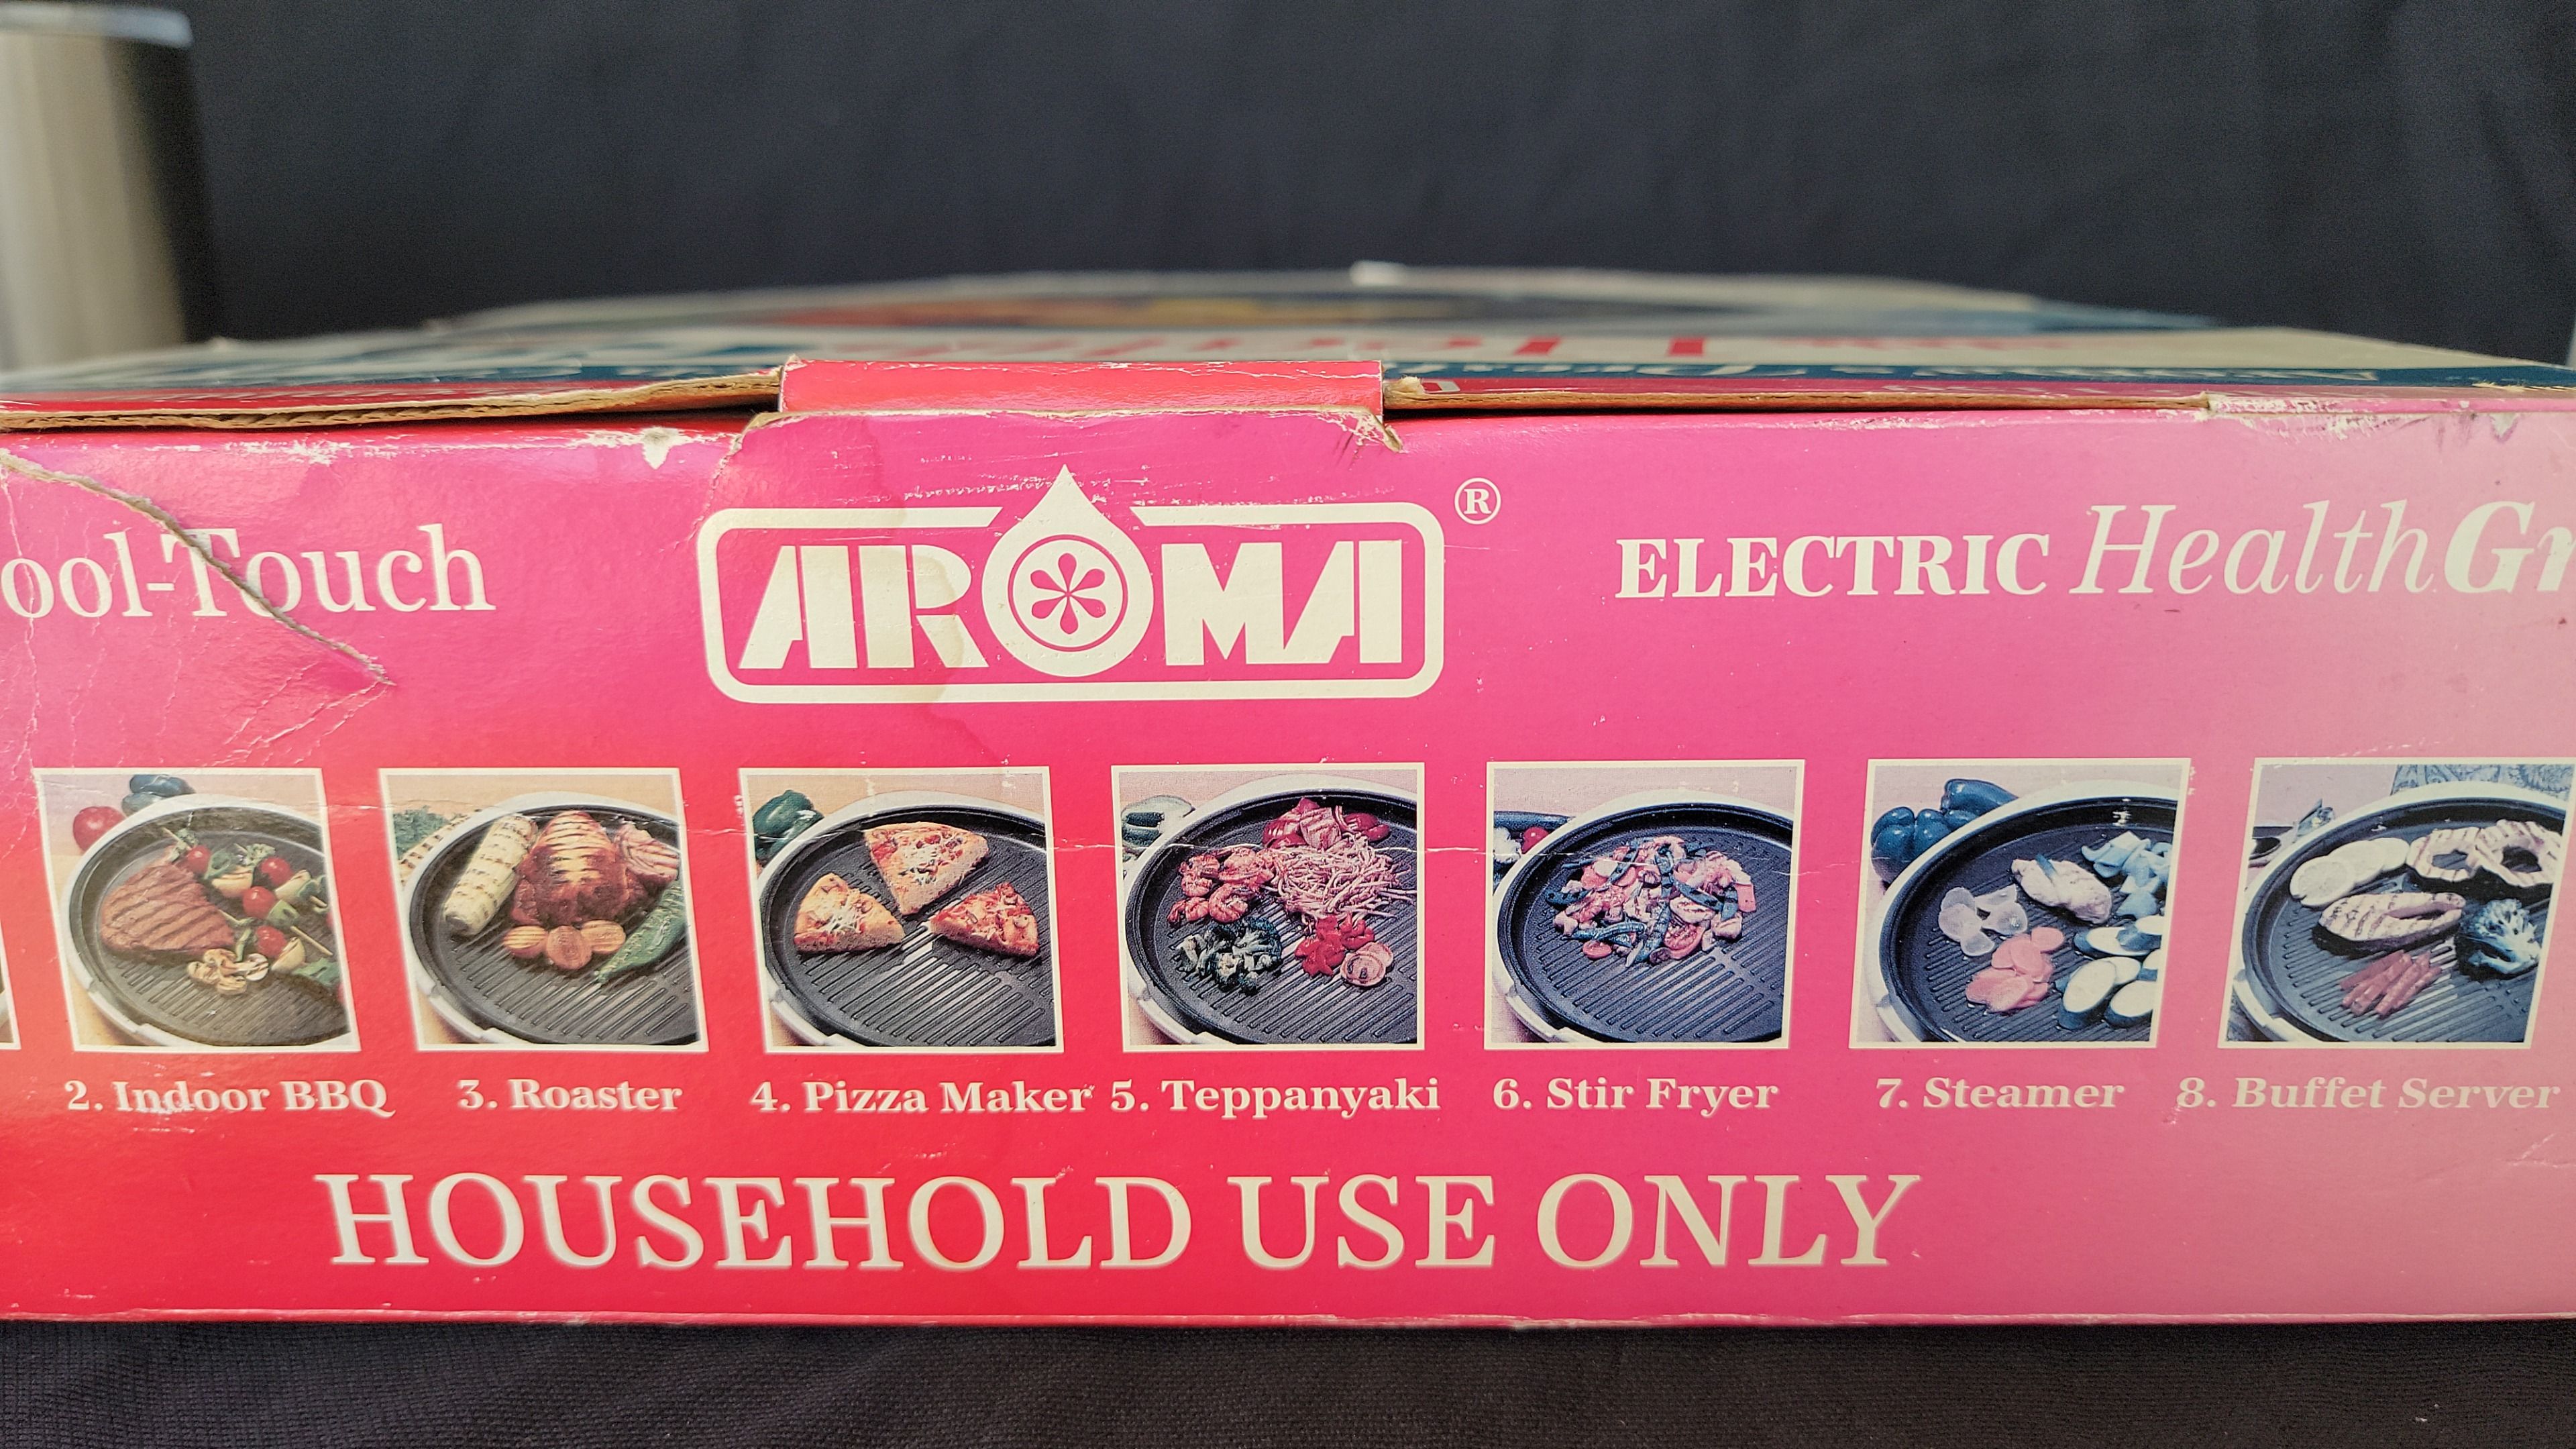 ool-Touch
AROMA®
ELECTRIC HealthGr
2. Indoor BBQ
3. Roaster
4. Pizza Maker
5. Teppanyaki
6. Stir Fryer
7. Steamer
8. Buffet Server
HOUSEHOLD USE ONLY